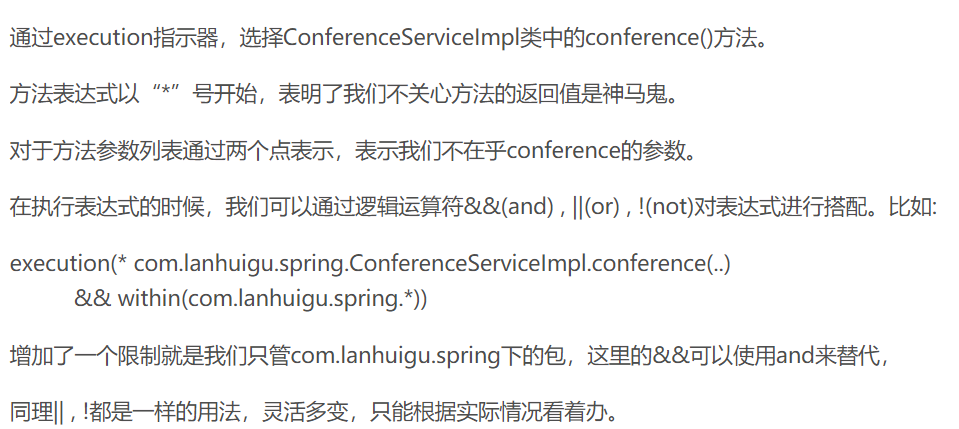 通过execution指示器，选择ConferenceServiceImpl类中的conference()方法。
方法表达式以“*”号开始，表明了我们不关心方法的返回值是神马鬼。
对于方法参数列表通过两个点表示，表示我们不在乎conference的参数。
在执行表达式的时候，我们可以通过逻辑运算符&&(and) , ||(or) , !(not)对表达式进行搭配。比如:
execution(* com.lanhuigu.spring.ConferenceServiceImpl.conference(..)
&& within(com.lanhuigu.spring.*))
增加了一个限制就是我们只管com.lanhuigu.spring下的包，这里的&&可以使用and来替代，
同理|| , !都是一样的用法，灵活多变，只能根据实际情况看着办。